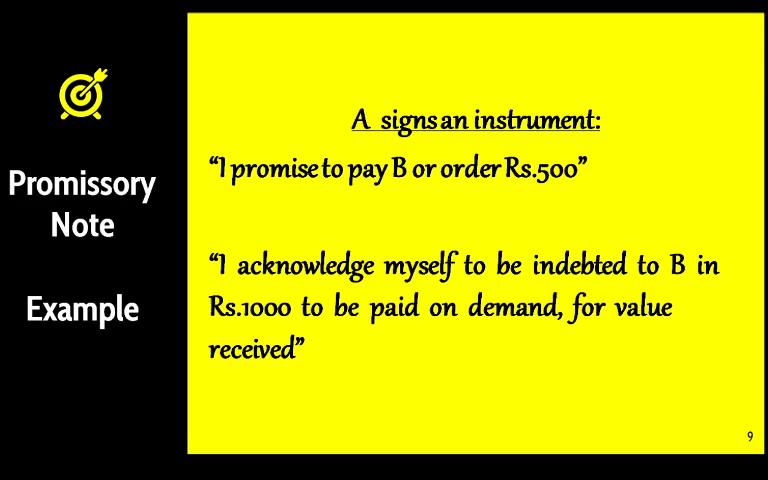 Promissory
Note
Example
A signs an instrument:
“I promise to pay B or order Rs.500”
“I acknowledge myself to be indebted to B in
Rs.1000 to be paid on demand, for value
received”
9